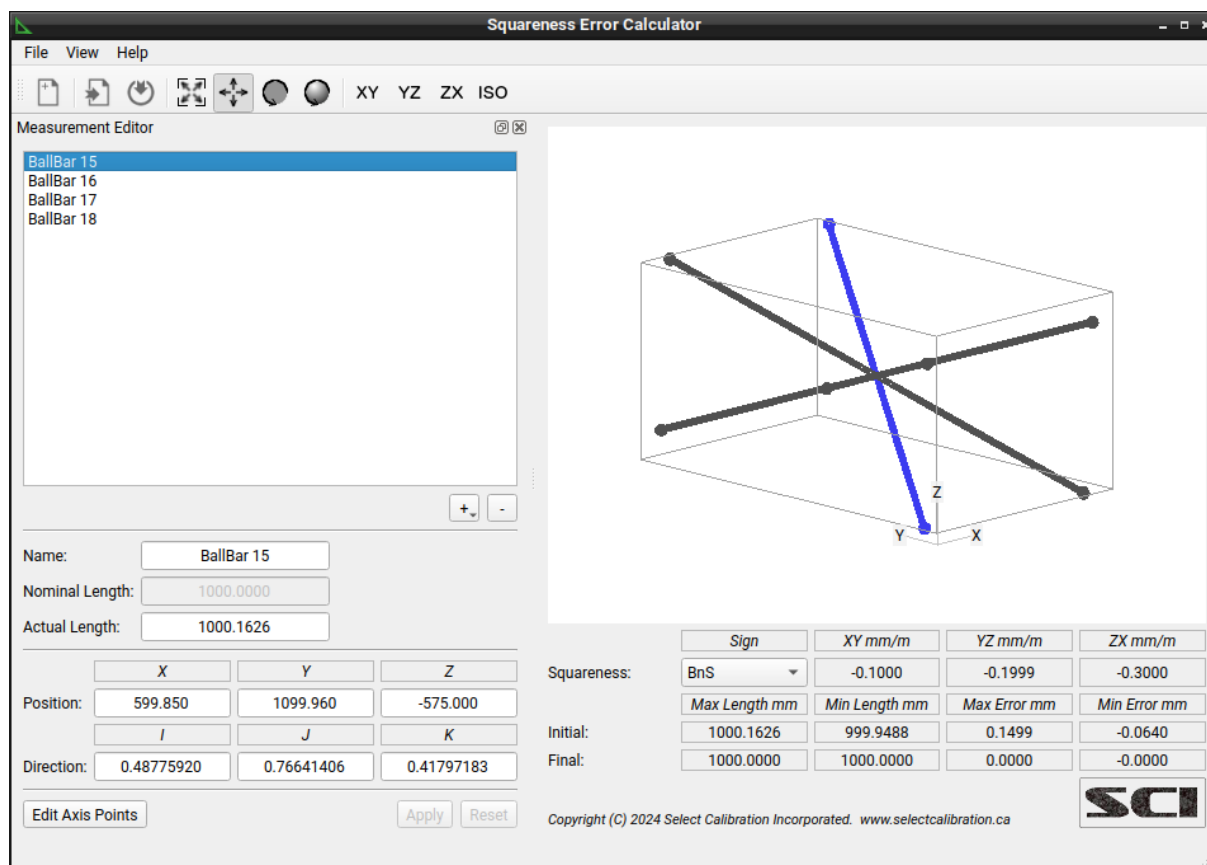 Squareness Error Calculator
File View Help
XY YZ ZX ISO
Measurement Editor
BallBar 15
BallBar 16
BallBar 17
BallBar 18
+ -
Name: BallBar 15
Nominal Length: 1000.0000
Actual Length: 1000.1626
X Y Z
Position: 599.850 1099.960 -575.000
I J K
Direction: 0.48775920 0.76641406 0.41797183
Edit Axis Points Apply Reset
Z
Y X
Sign XY mm/m YZ mm/m ZX mm/m
Squareness: BnS -0.1000 -0.1999 -0.3000
Max Length mm Min Length mm Max Error mm Min Error mm
Initial: 1000.1626 999.9488 0.1499 -0.0640
Final: 1000.0000 1000.0000 0.0000 -0.0000
SCI
Copyright (C) 2024 Select Calibration Incorporated. www.selectcalibration.ca